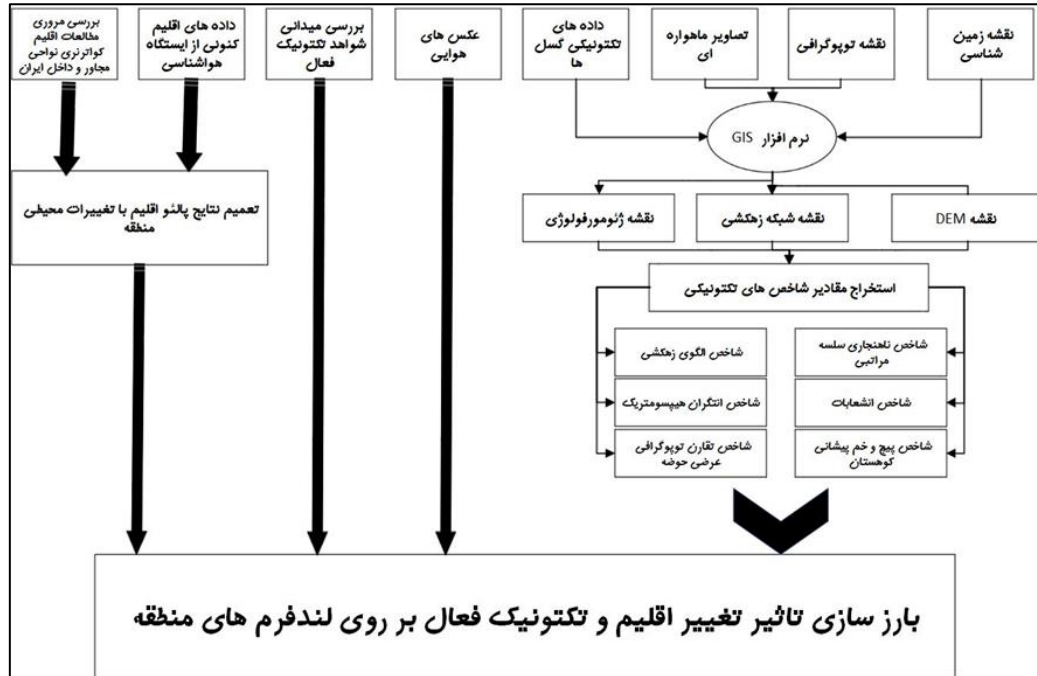 نقشه زمین
شناسی
نقشه توپوگرافی
تصاویر ماهواره
ای
داده های
تکتونیکی گسل
ها
عکس های
هوایی
بررسی میدانی
شواهد تکتونیک
فعال
داده های اقلیم
کنونی از ایستگاه
هواشناسی
بررسی مروری
مطالعات اقلیم
کواترنری نواحی
مجاور و داخل ایران
نرم افزار GIS
تعمیم نتایج پالئو اقلیم با تغییرات محیطی
منطقه
نقشه DEM
نقشه شبکه زهکشی
نقشه ژئومورفولوژی
استخراج مقادیر شاخص های تکتونیکی
شاخص ناهنجاری سلسه
مراتبی
شاخص الگوی زهکشی
شاخص انشعابات
شاخص انتگران هیپسومتریک
شاخص پیچ و خم پیشانی
کوهستان
شاخص تقارن توپوگرافی
عرضی حوضه
بارز سازی تاثیر تغییر اقلیم و تکتونیک فعال بر روی لندفرم های منطقه